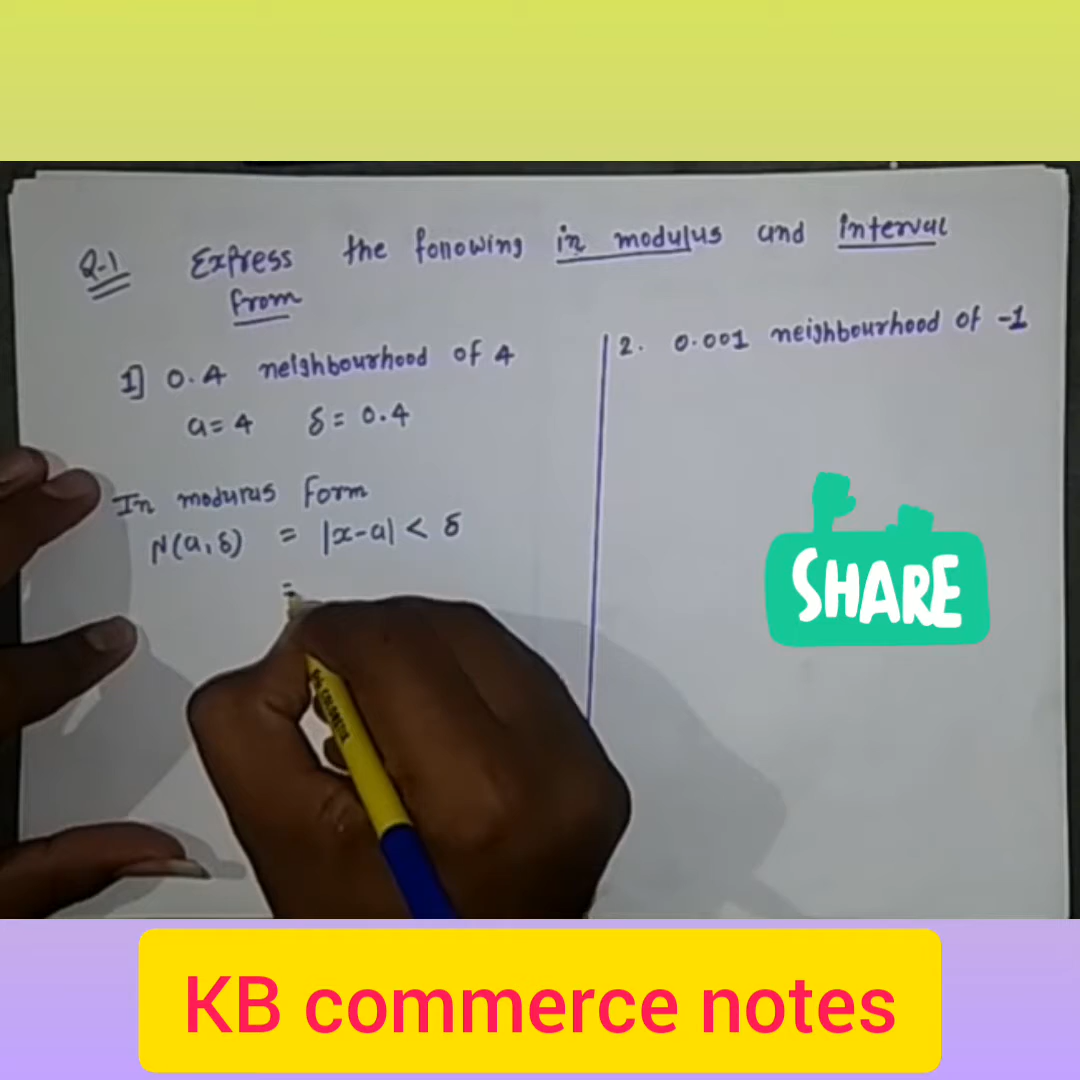 Q-1 Express the following in modulus and interval
from
1] 0.4 neighbourhood of 4
a=4 δ=0.4
In modulus form
N(a,δ) = |x-a| < δ
=
2. 0.001 neighbourhood of -1
SHARE
KB commerce notes